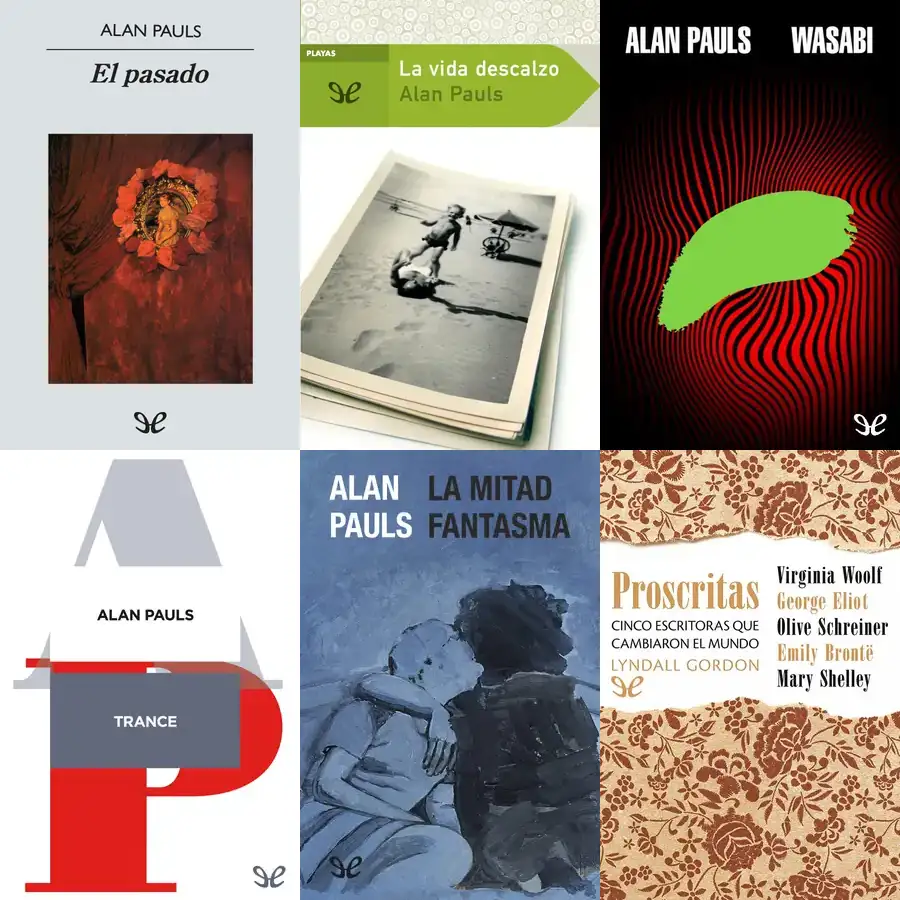 ALAN PAULS
El pasado
PLAYAS
La vida descalzo
Alan Pauls
ALAN PAULS WASABI
ALAN PAULS
TRANCE
ALAN PAULS
LA MITAD FANTASMA
Proscritas
CINCO ESCRITORAS QUE
CAMBIARON EL MUNDO
LYNDALL GORDON
Virginia Woolf
George Eliot
Olive Schreiner
Emily Brontë
Mary Shelley